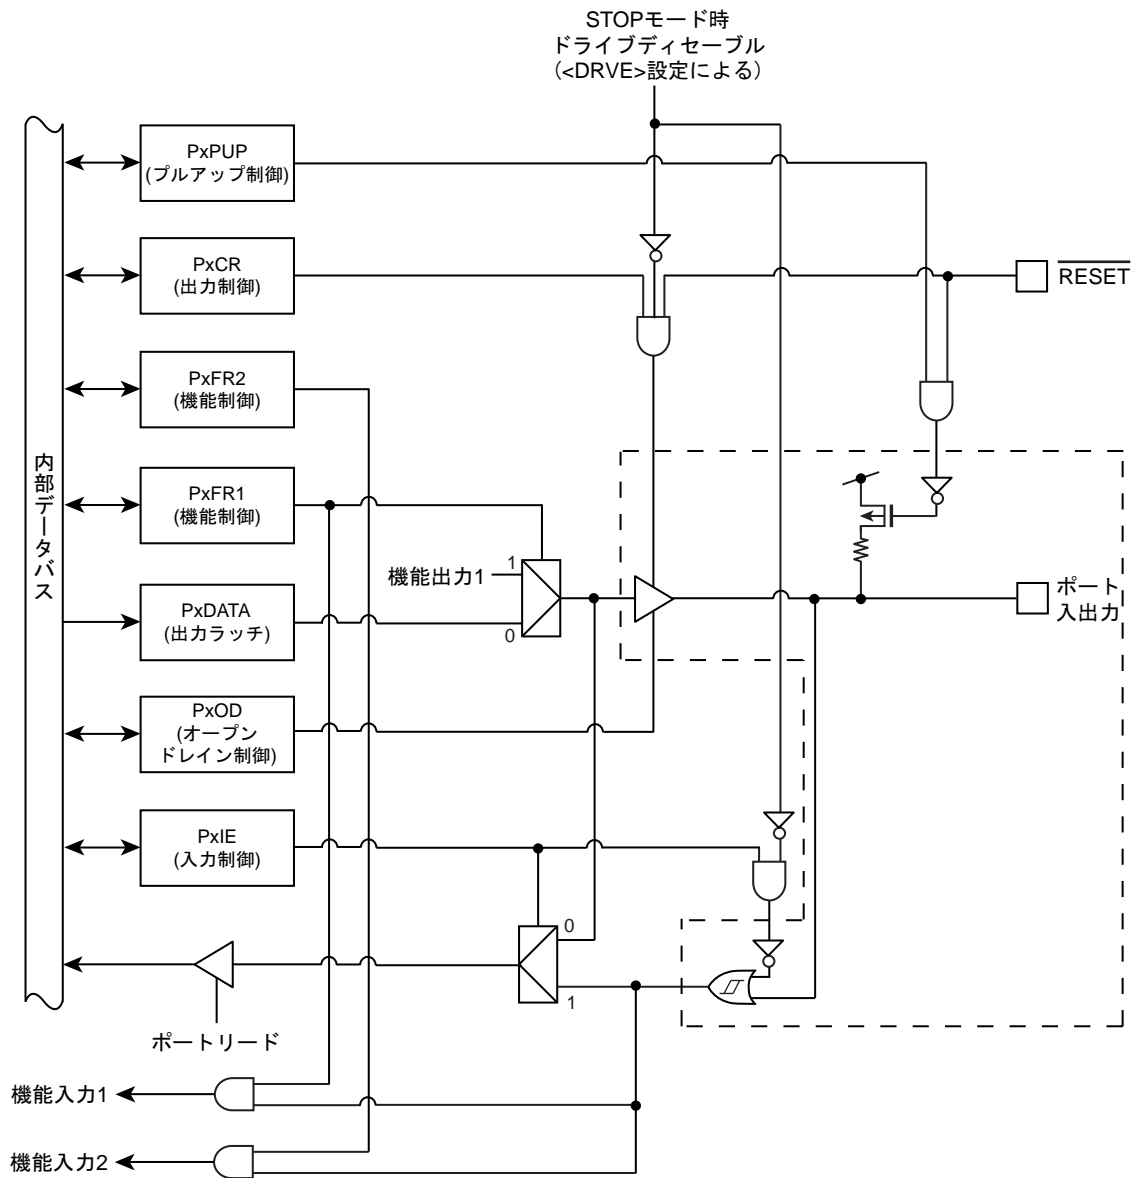 STOPモード時
ドライブディセーブル
(<DRVE>設定による)
PxPUP
(プルアップ制御)
PxCR
(出力制御)
RESET
PxFR2
(機能制御)
内部データバス
PxFR1
(機能制御)
1
機能出力1
0
PxDATA
(出力ラッチ)
ポート
入出力
PxOD
(オープン
ドレイン制御)
PxIE
(入力制御)
0
1
ポートリード
機能入力1
機能入力2